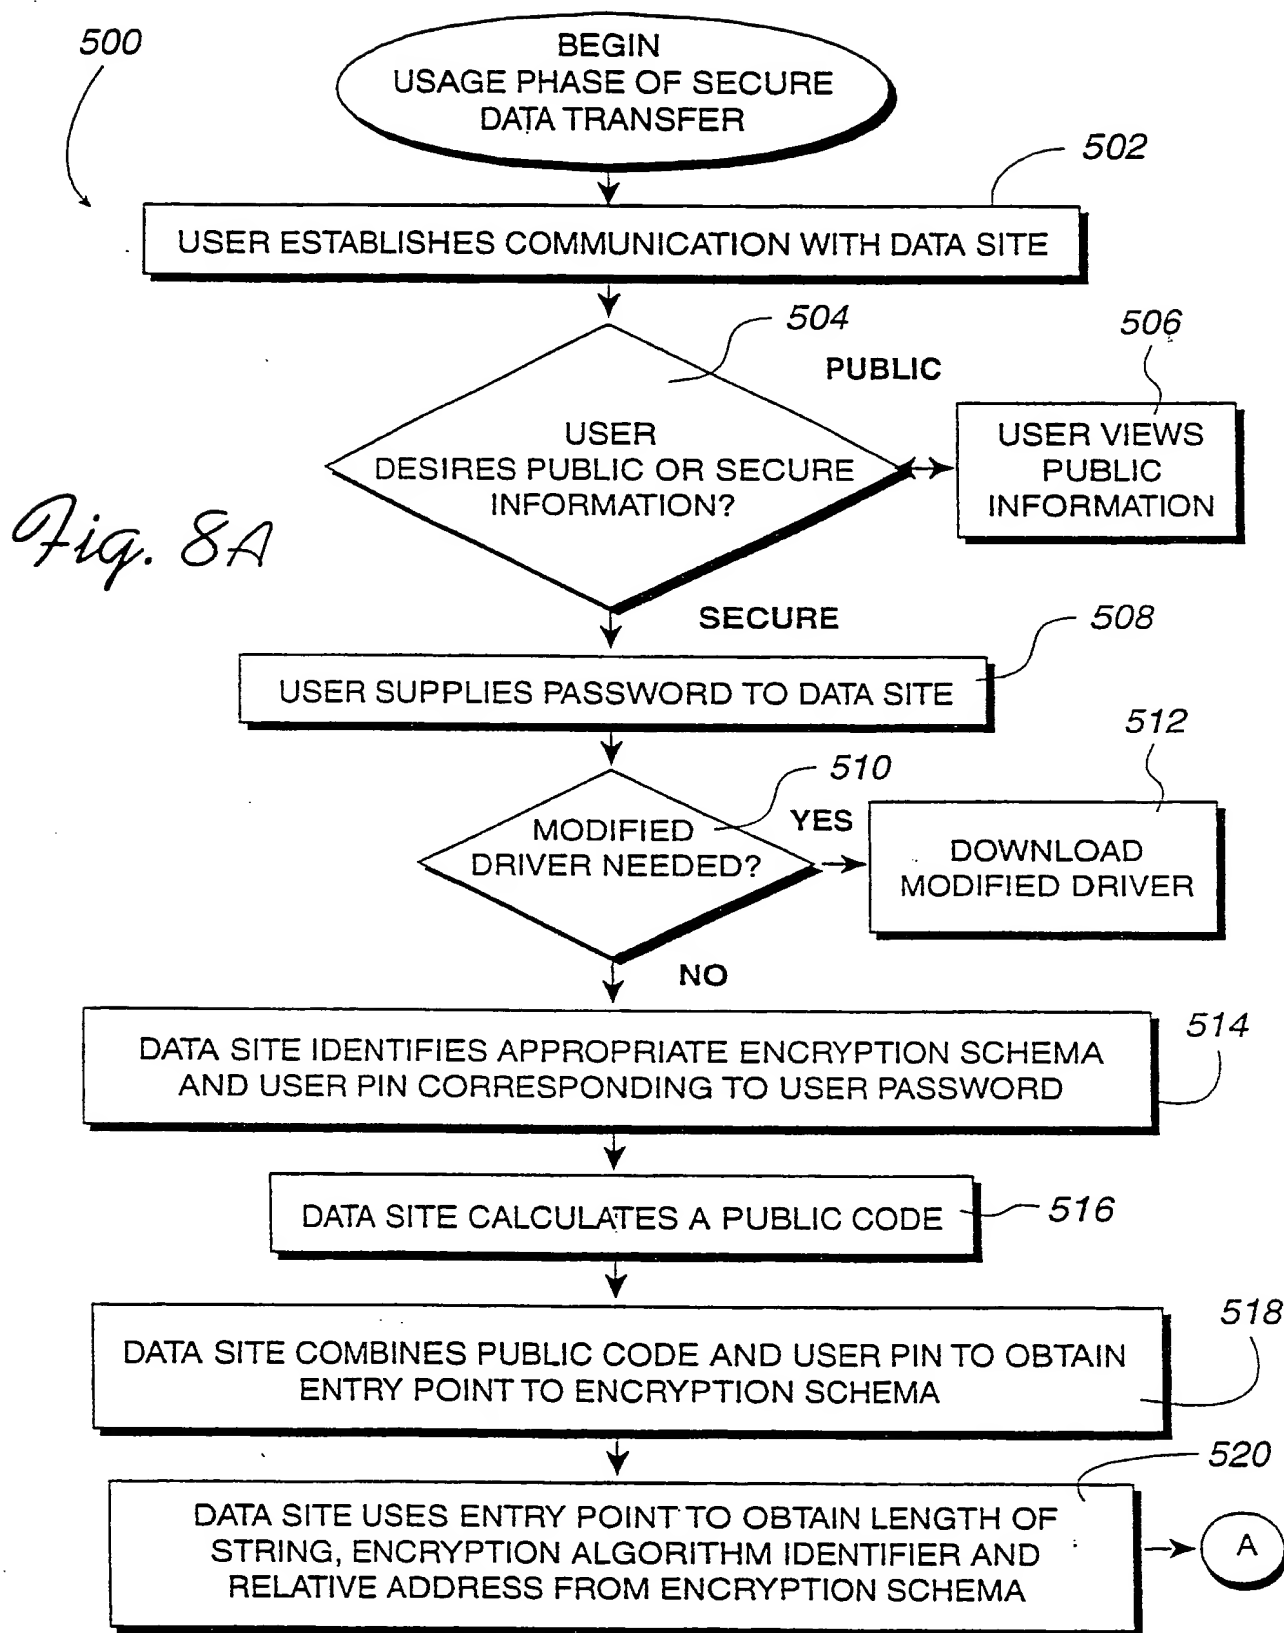 500
BEGIN
USAGE PHASE OF SECURE
DATA TRANSFER
502
USER ESTABLISHES COMMUNICATION WITH DATA SITE
504
PUBLIC
506
USER
DESIRES PUBLIC OR SECURE
INFORMATION?
USER VIEWS
PUBLIC
INFORMATION
Fig. 8A
SECURE
508
USER SUPPLIES PASSWORD TO DATA SITE
510
512
MODIFIED
DRIVER NEEDED?
YES
DOWNLOAD
MODIFIED DRIVER
NO
514
DATA SITE IDENTIFIES APPROPRIATE ENCRYPTION SCHEMA
AND USER PIN CORRESPONDING TO USER PASSWORD
DATA SITE CALCULATES A PUBLIC CODE
516
518
DATA SITE COMBINES PUBLIC CODE AND USER PIN TO OBTAIN
ENTRY POINT TO ENCRYPTION SCHEMA
520
DATA SITE USES ENTRY POINT TO OBTAIN LENGTH OF
STRING, ENCRYPTION ALGORITHM IDENTIFIER AND
RELATIVE ADDRESS FROM ENCRYPTION SCHEMA
A